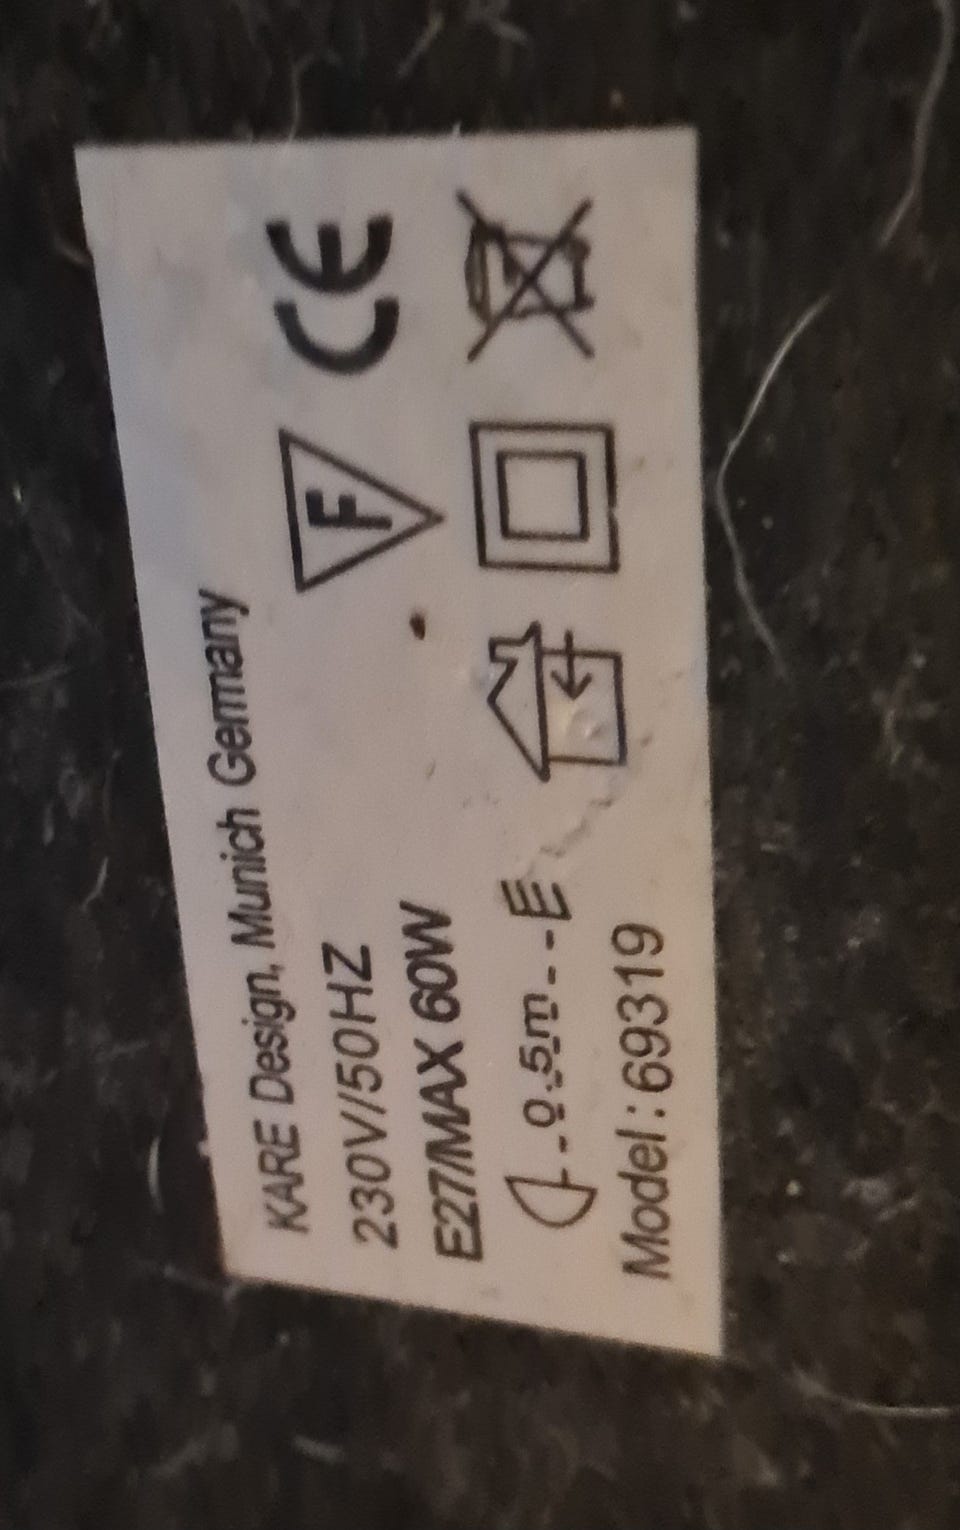 KARE Design, Munich Germany
230V/50HZ
F
CE
E27/MAX 60W
0.5m
Model:69319